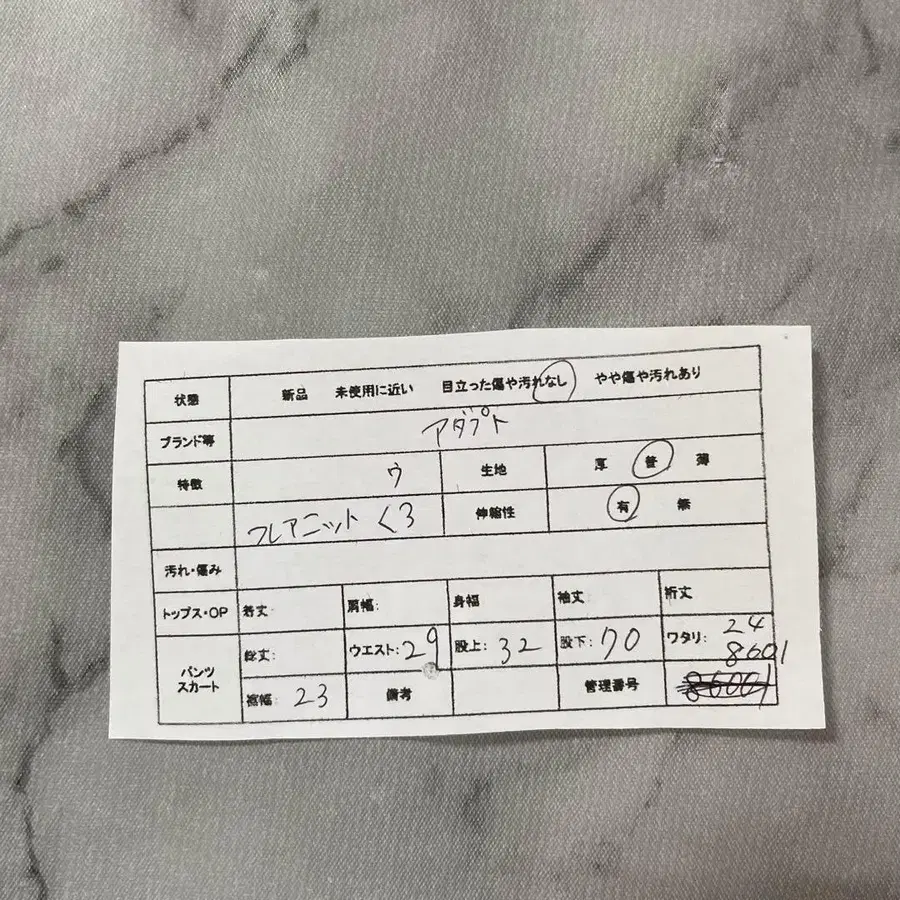 状態 新品 未使用に近い 目立った傷や汚れなし やや傷や汚れあり
ブランド等 アダプト
特徴 ウ 生地 厚 普 薄
フレアニット く3 伸縮性 有 無
汚れ・傷み
トップス・OP 着丈: 肩幅: 身幅 袖丈: 裄丈
パンツ スカート 総丈: ウエスト:29 股上:32 股下:70 ワタリ:24
8601
裾幅:23 備考 管理番号 86001